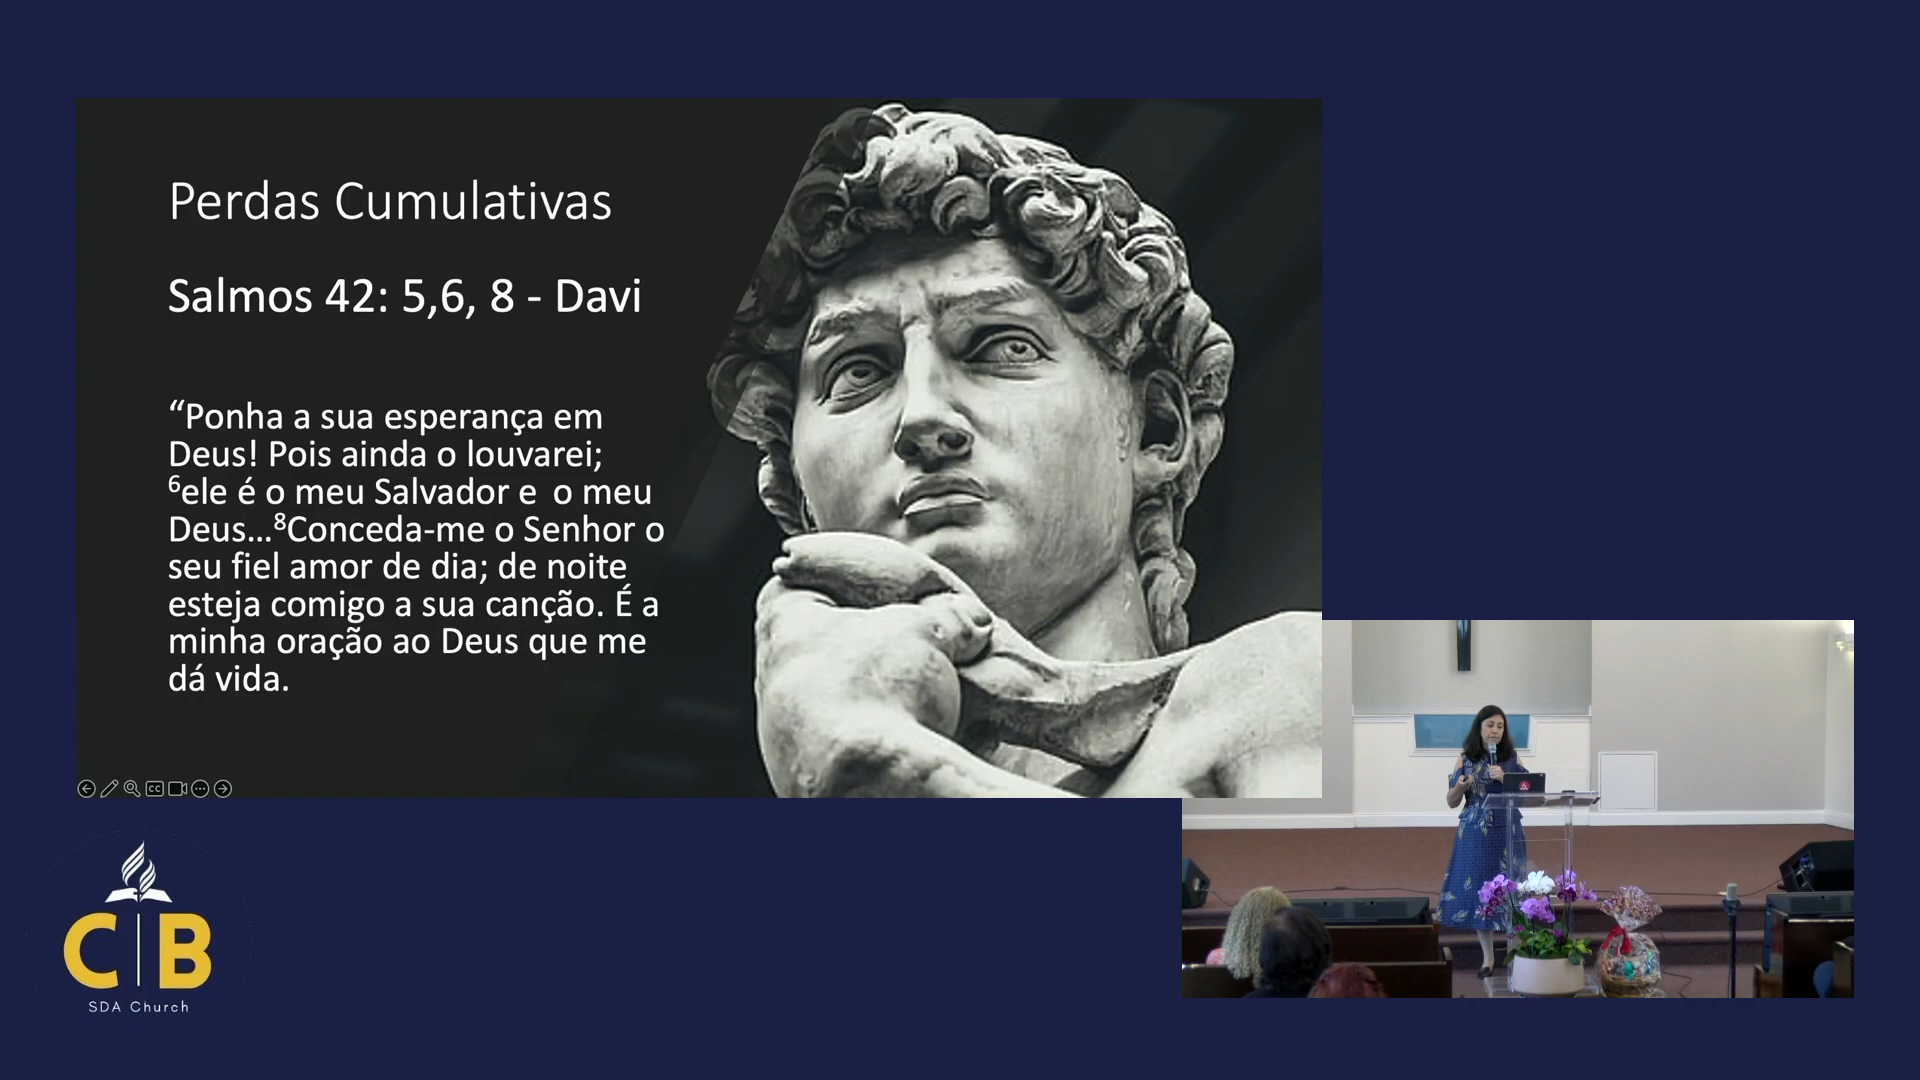 Perdas Cumulativas
Salmos 42: 5,6, 8 - Davi
“Ponha a sua esperança em
Deus! Pois ainda o louvarei;
⁶ele é o meu Salvador e o meu
Deus...⁸Conceda-me o Senhor o
seu fiel amor de dia; de noite
esteja comigo a sua canção. É a
minha oração ao Deus que me
dá vida.
CC
C|B
SDA Church